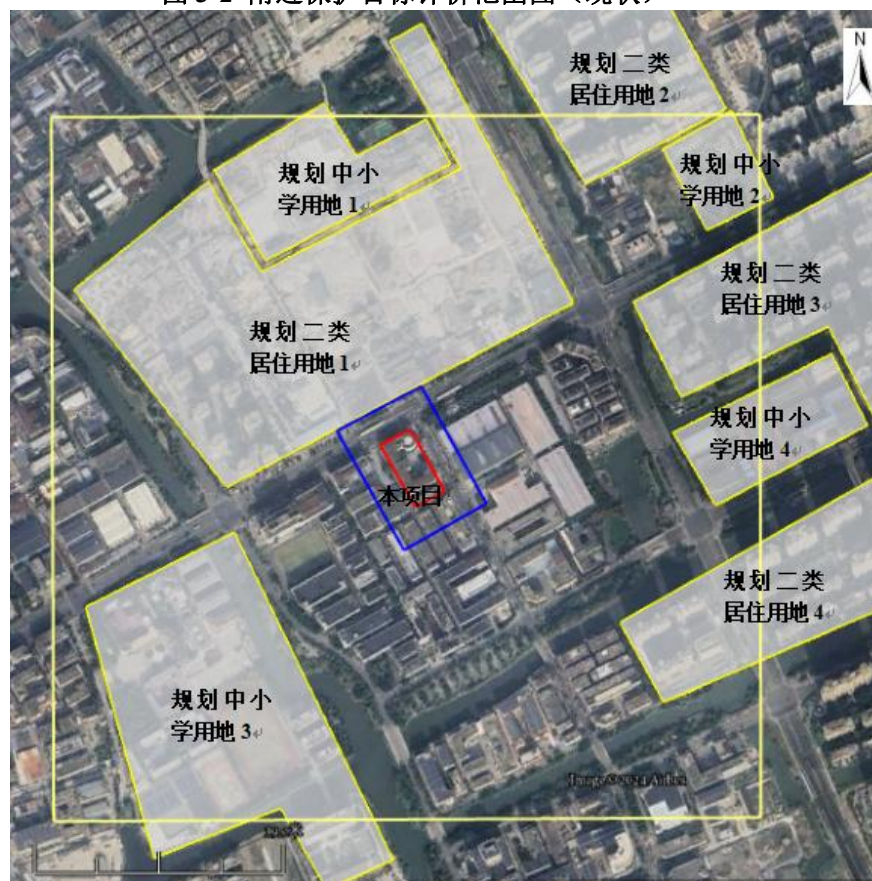 N
规划二类
居住用地2
规划中小
学用地1
规划中小
学用地2
规划二类
居住用地3
规划二类
居住用地1
规划中小
学用地4
本项目
规划二类
居住用地4
规划中小
学用地3